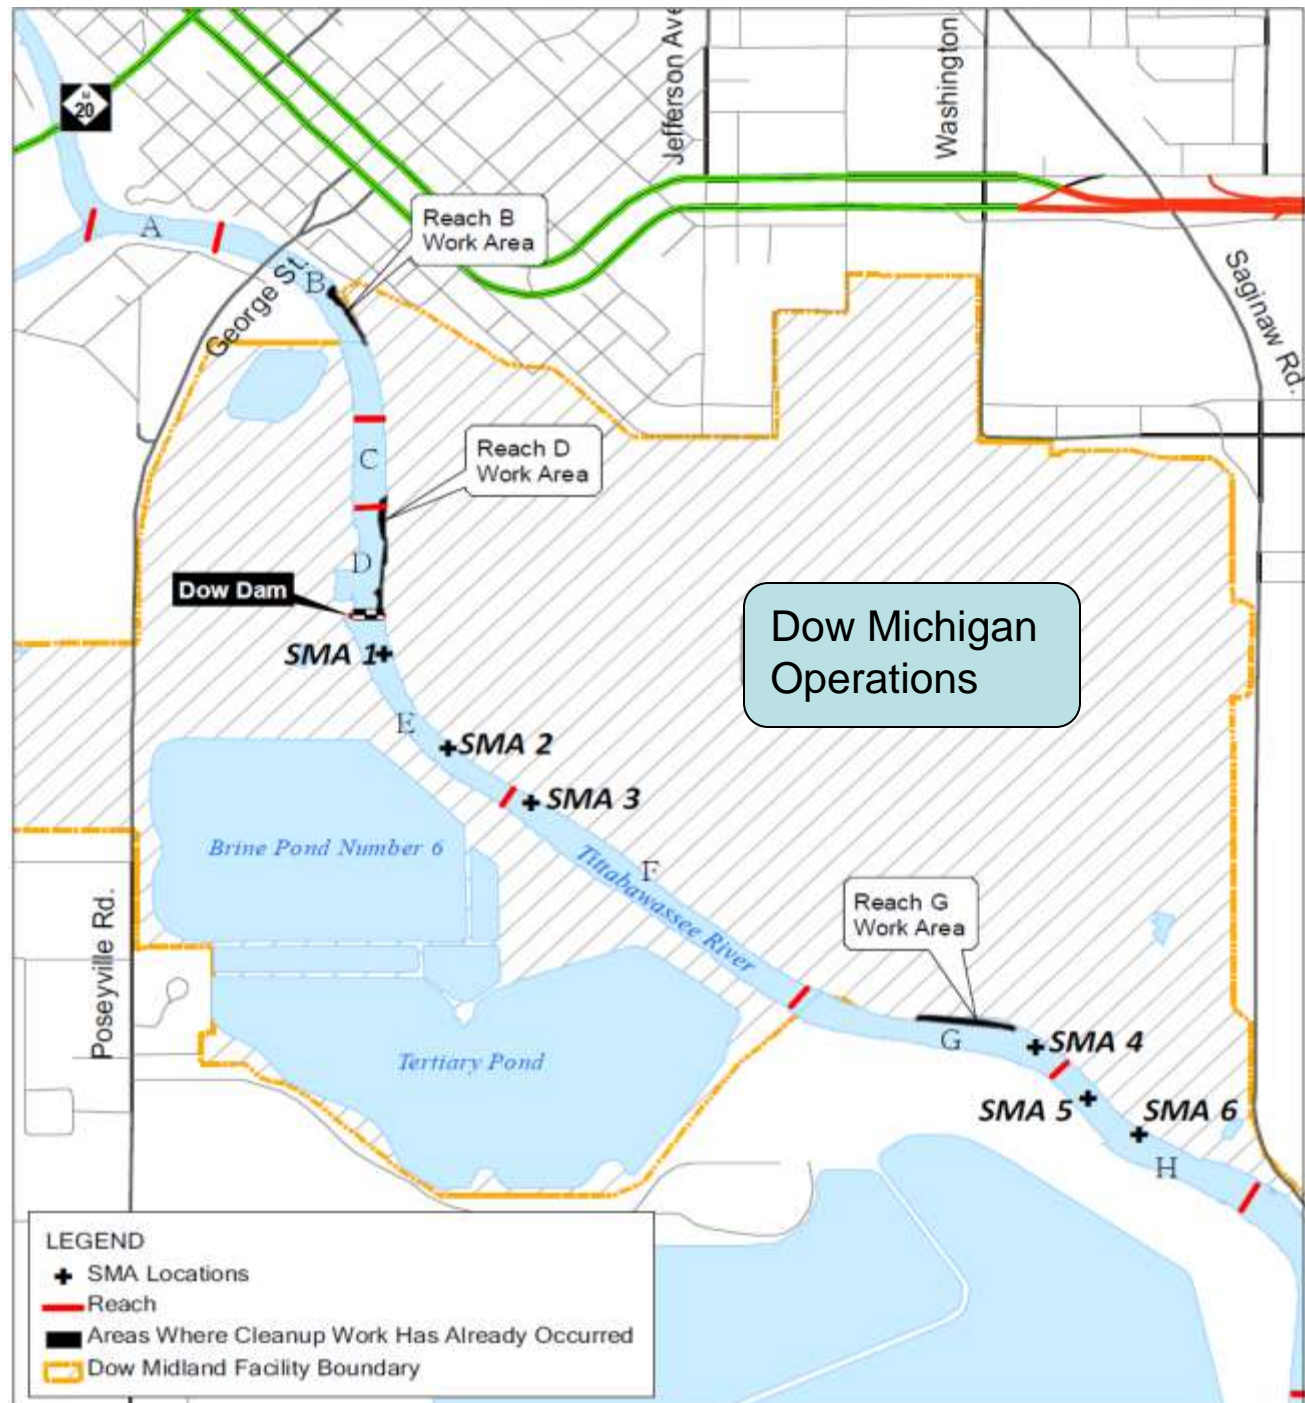 Jefferson Ave
Washington
M
20
Reach B
Work Area
A
B
George St.
Saginaw Rd.
C
Reach D
Work Area
D
Dow Dam
Dow Michigan
Operations
SMA 1
E
SMA 2
SMA 3
Brine Pond Number 6
F
Tittabawassee River
Reach G
Work Area
Poseyville Rd.
G
SMA 4
Tertiary Pond
SMA 5
SMA 6
H
LEGEND
SMA Locations
Reach
Areas Where Cleanup Work Has Already Occurred
Dow Midland Facility Boundary